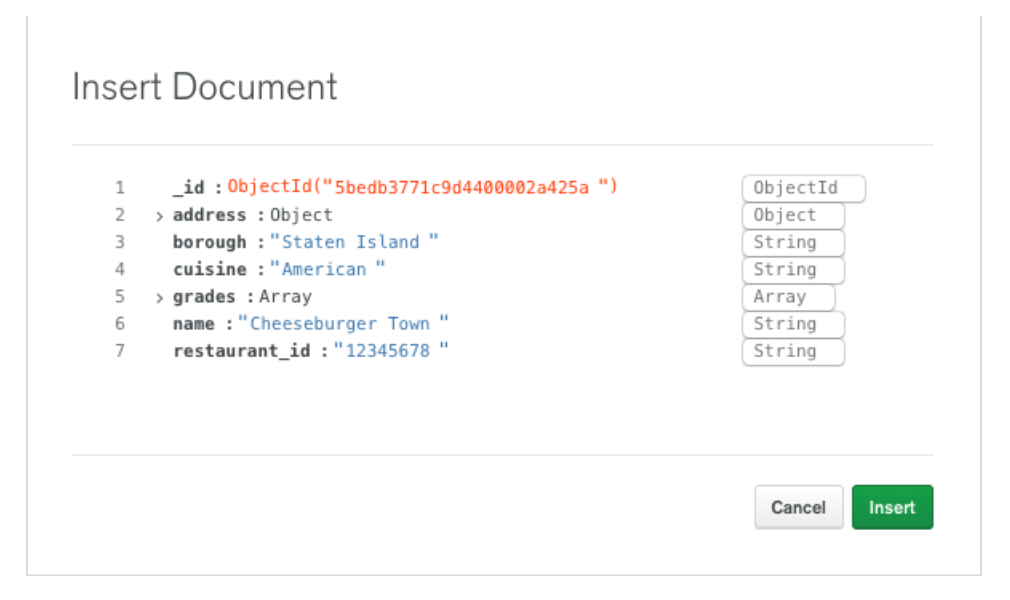 Insert Document
1 _id : ObjectId("5bedb3771c9d4400002a425a ") ObjectId
2 > address : Object Object
3 borough : "Staten Island " String
4 cuisine : "American " String
5 > grades : Array Array
6 name : "Cheeseburger Town " String
7 restaurant_id : "12345678 " String
Cancel Insert